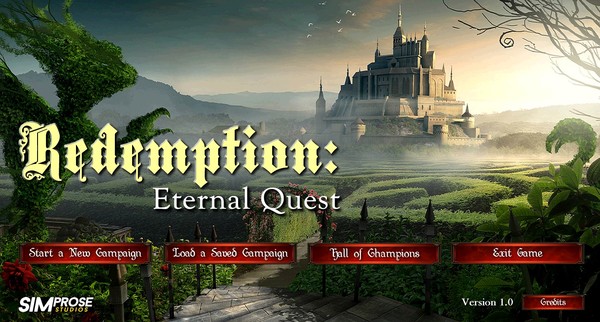 Redemption:
Eternal Quest
Start a New Campaign
Load a Saved Campaign
Hall of Champions
Exit Game
SIMPROSE
STUDIOS
Version 1.0
Credits